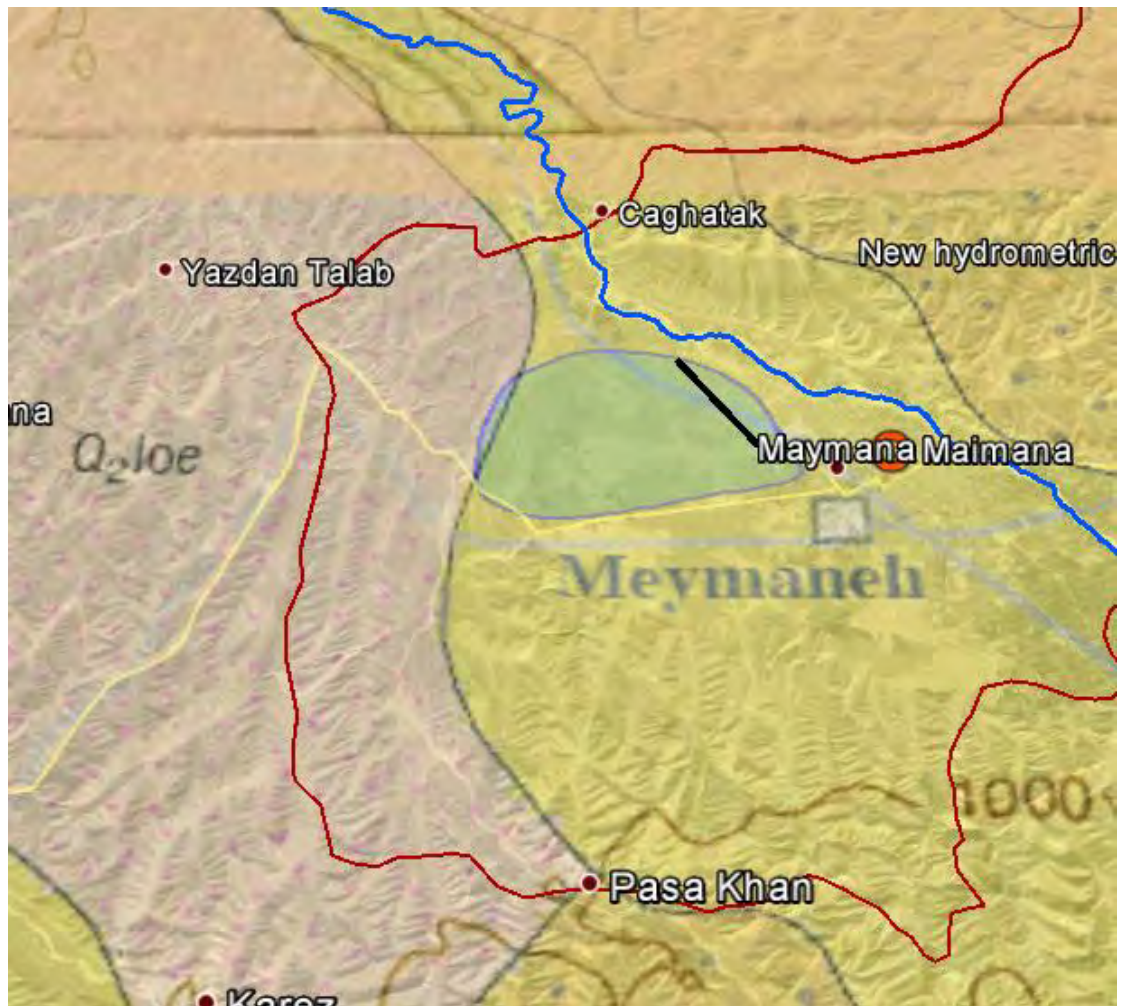 Caghatak
New hydrometric
Yazdan Talab
na
Q2loe
Maymana Maimana
Meymaneh
1000
Pasa Khan
Karez